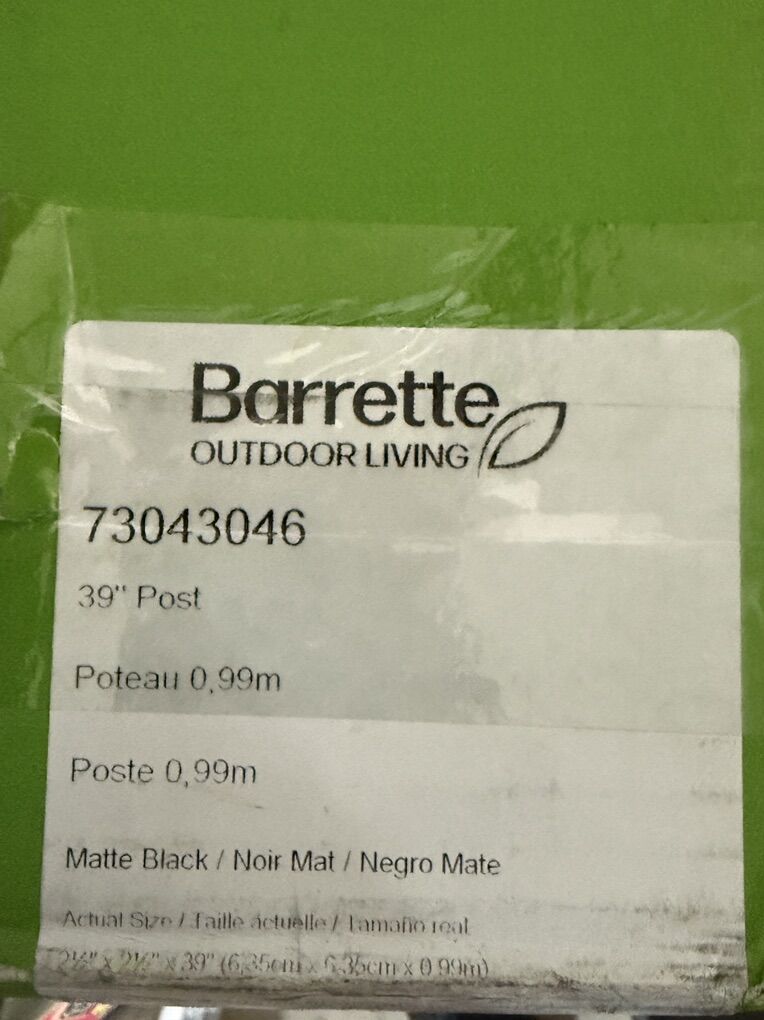 Barrette
OUTDOOR LIVING
73043046
39" Post
Poteau 0,99m
Poste 0,99m
Matte Black / Noir Mat / Negro Mate
Actual Size / Taille actuelle / Tamaño real
2½" x 2½" x 39" (6,35cm x 6,35cm x 0.99m)